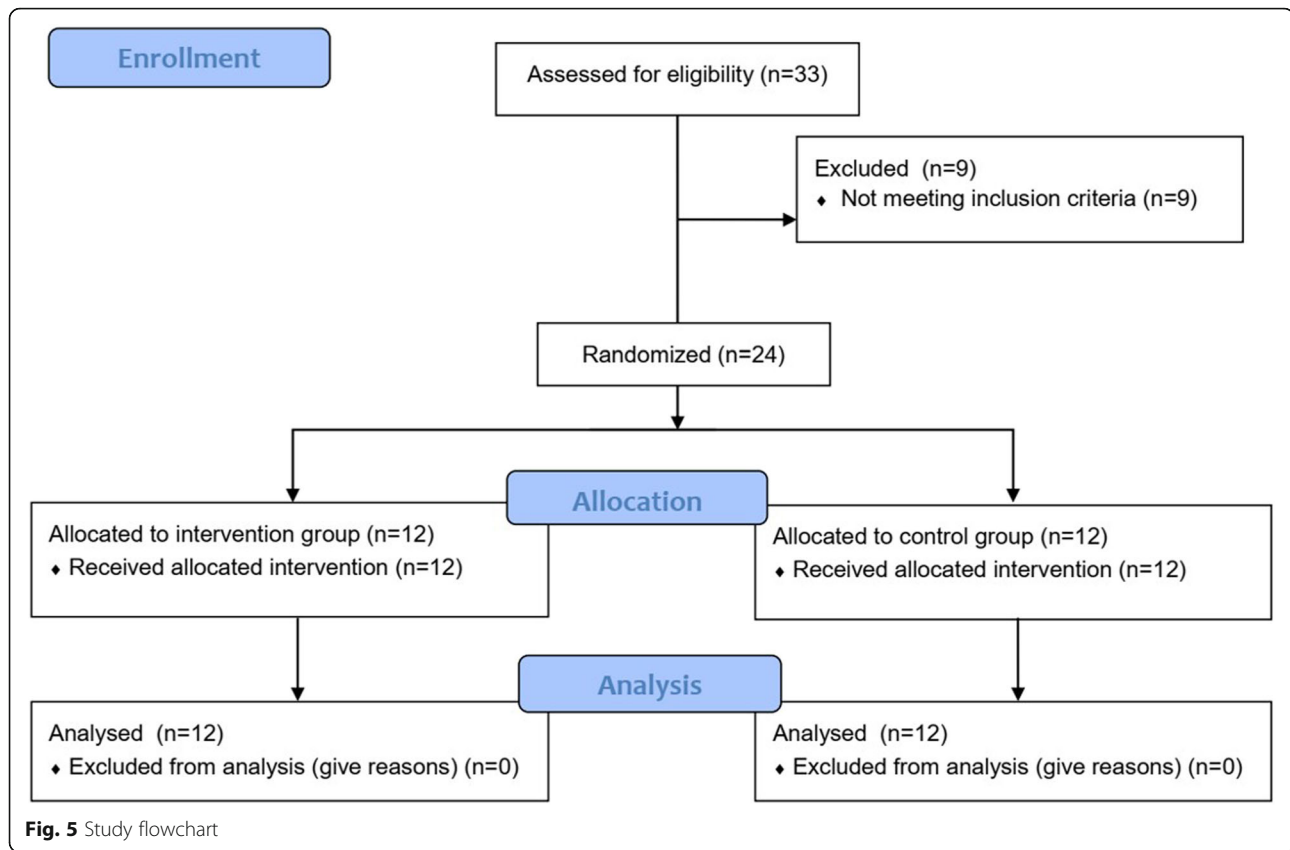 Enrollment
Assessed for eligibility (n=33)
Excluded (n=9)
♦ Not meeting inclusion criteria (n=9)
Randomized (n=24)
Allocation
Allocated to intervention group (n=12)
♦ Received allocated intervention (n=12)
Allocated to control group (n=12)
♦ Received allocated intervention (n=12)
Analysis
Analysed (n=12)
♦ Excluded from analysis (give reasons) (n=0)
Analysed (n=12)
♦ Excluded from analysis (give reasons) (n=0)
Fig. 5 Study flowchart